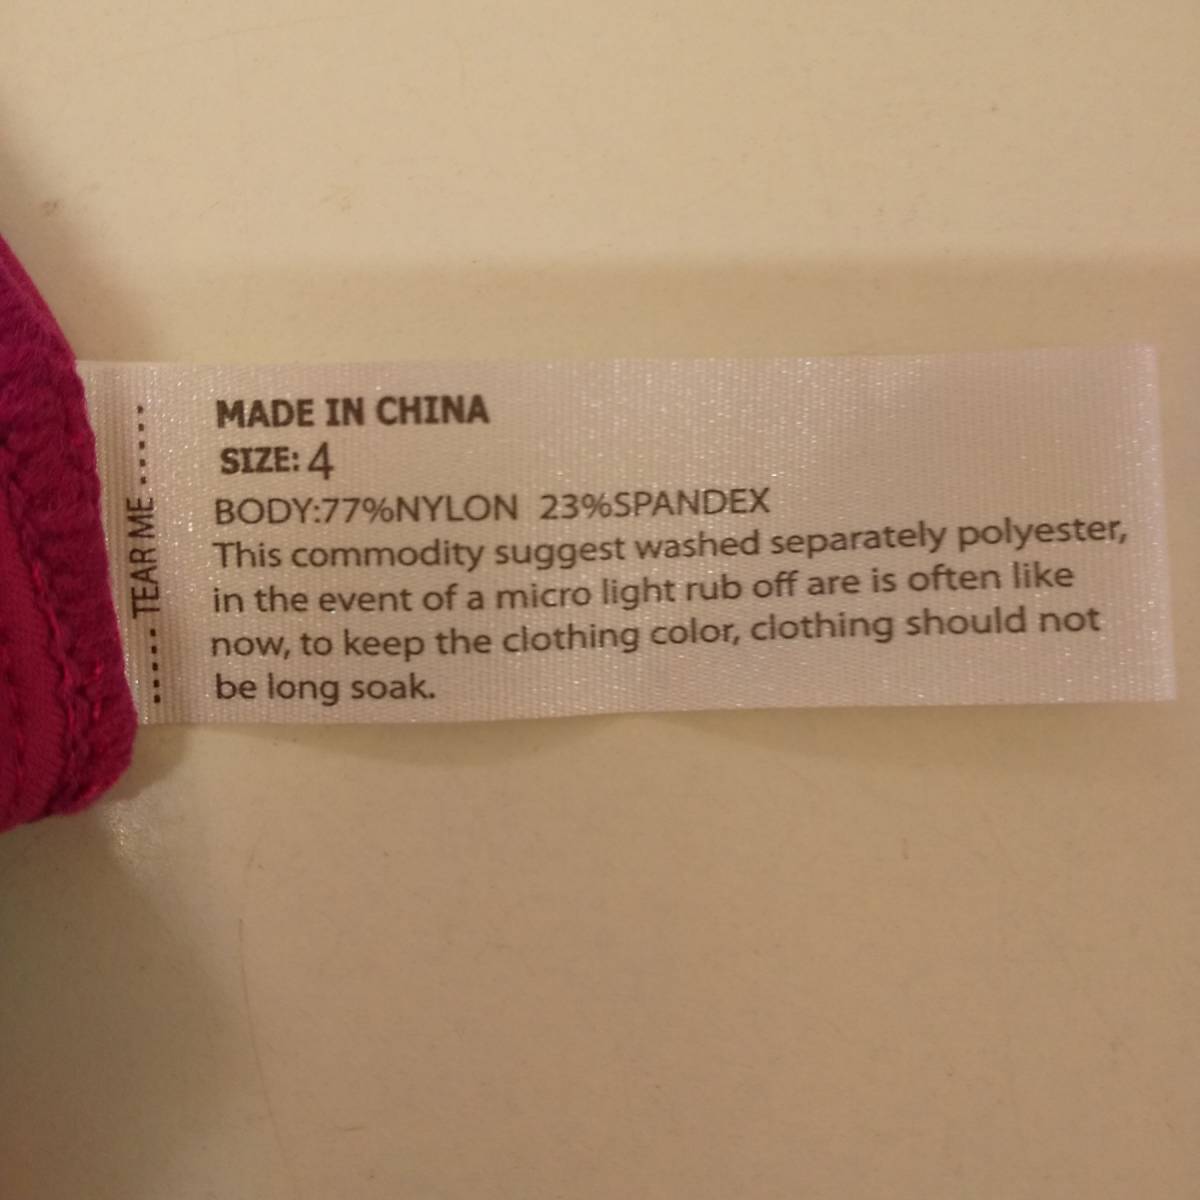 MADE IN CHINA
SIZE: 4
BODY:77%NYLON 23%SPANDEX
This commodity suggest washed separately polyester,
in the event of a micro light rub off are is often like
now, to keep the clothing color, clothing should not
be long soak.
----- TEAR ME -----